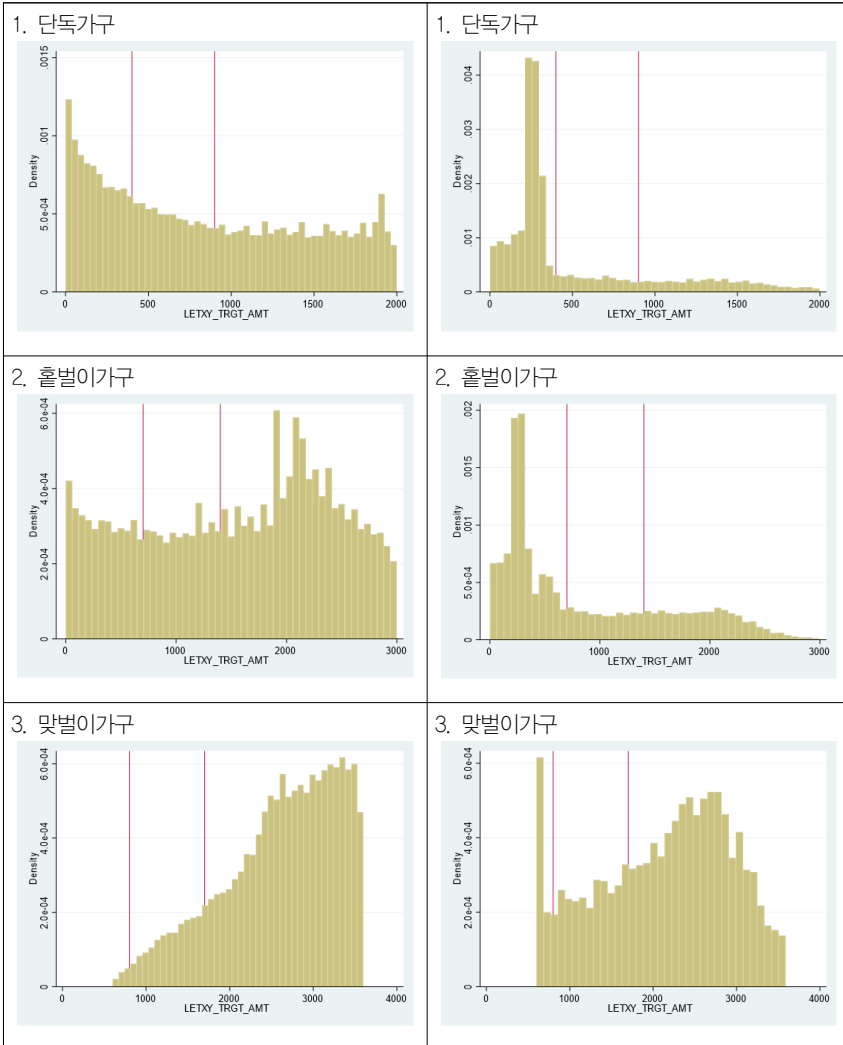 1. 단독가구
.0015
.001
5.0e-04
0
Density
0 500 1000 1500 2000
LETXY_TRGT_AMT
1. 단독가구
.004
.003
.002
.001
0
Density
0 500 1000 1500 2000
LETXY_TRGT_AMT
2. 홑벌이가구
6.0e-04
4.0e-04
2.0e-04
0
Density
0 1000 2000 3000
LETXY_TRGT_AMT
2. 홑벌이가구
.002
.0015
.001
5.0e-04
0
Density
0 1000 2000 3000
LETXY_TRGT_AMT
3. 맞벌이가구
6.0e-04
4.0e-04
2.0e-04
0
Density
0 1000 2000 3000 4000
LETXY_TRGT_AMT
3. 맞벌이가구
6.0e-04
4.0e-04
2.0e-04
0
Density
0 1000 2000 3000 4000
LETXY_TRGT_AMT